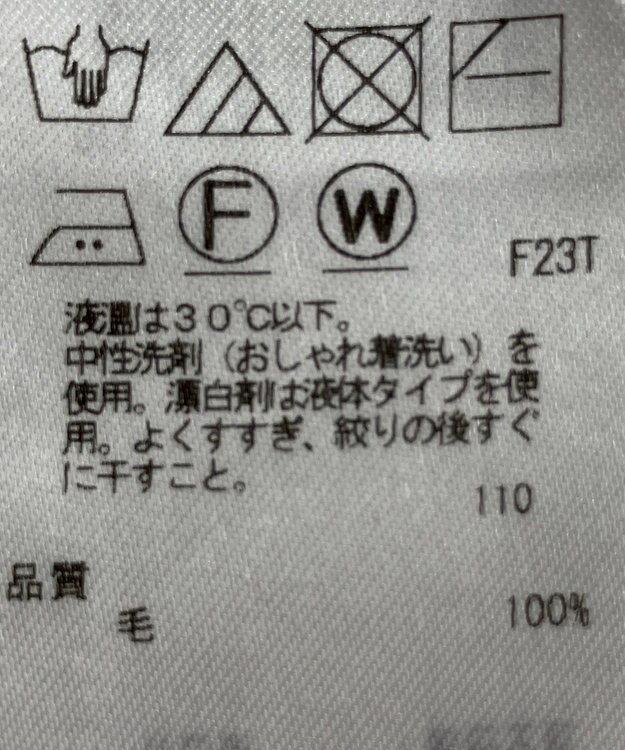 F
W
F23T
液温は30℃以下。
中性洗剤（おしゃれ着洗い）を
使用。漂白剤は液体タイプを使
用。よくすすぎ、絞りの後すぐ
に干すこと。
110
品質
毛 100%